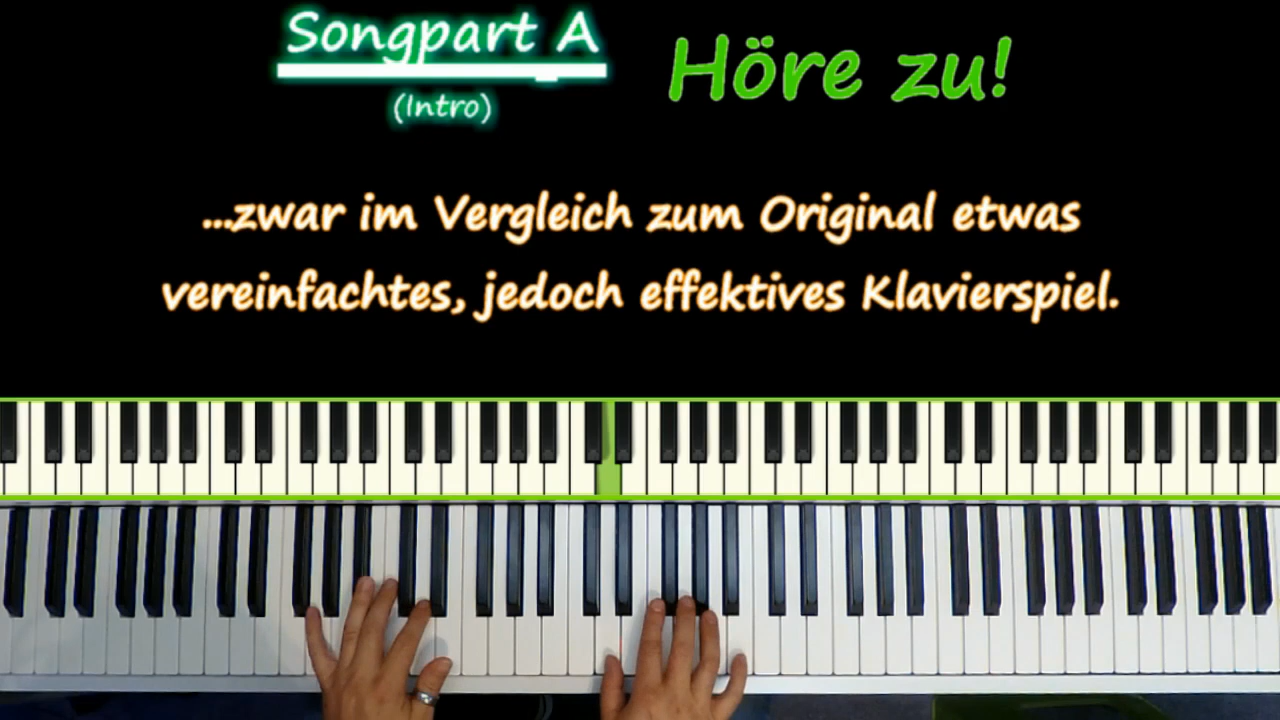 Songpart A
Höre zu!
(Intro)
...zwar im Vergleich zum Original etwas
vereinfachtes, jedoch effektives Klavierspiel.